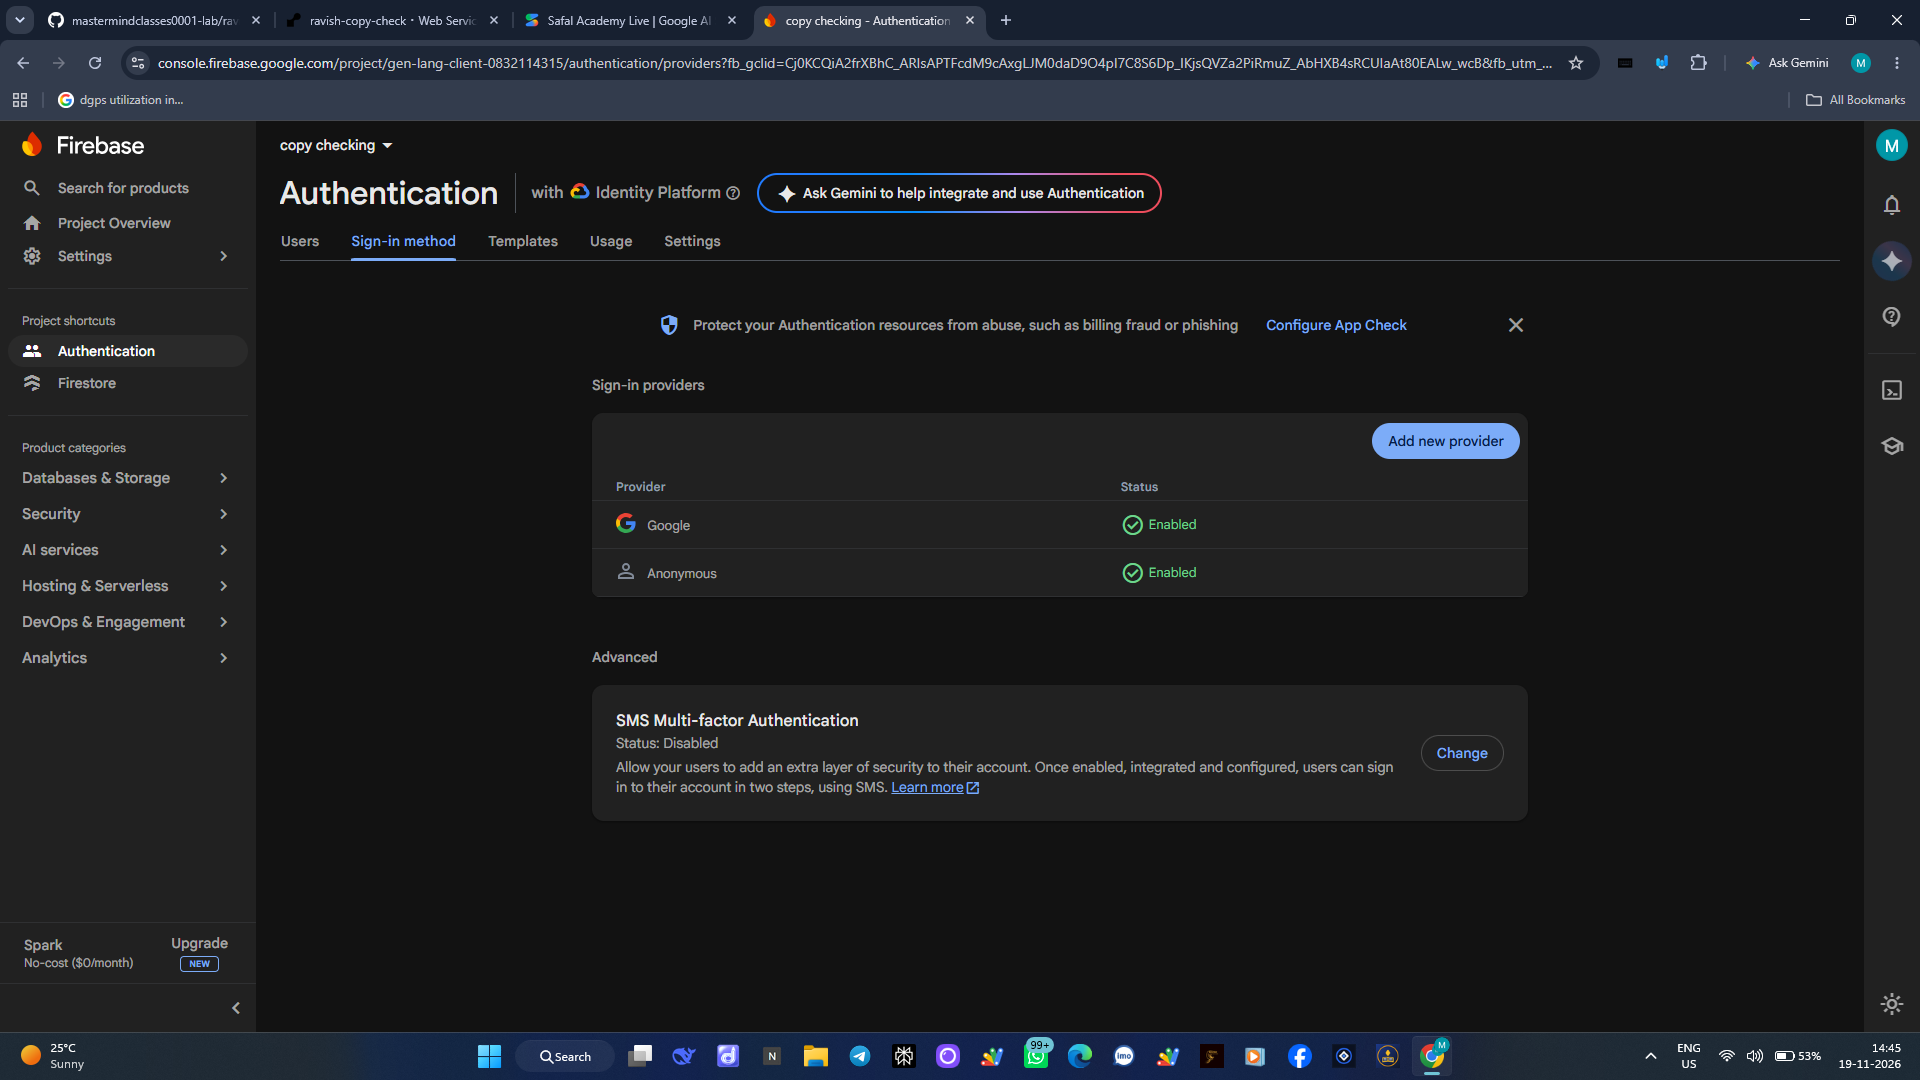 mastermindclasses0001-lab/rav
ravish-copy-check · Web Servic
Safal Academy Live | Google AI
copy checking - Authentication
console.firebase.google.com/project/gen-lang-client-0832114315/authentication/providers?fb_gclid=Cj0KCQiA2frXBhC_ARIsAPTFcdM9cAxgLJM0daD9O4pI7C8S6Dp_IKjsQVZa2PiRmuZ_AbHXB4sRCUIaAt80EALw_wcB&fb_utm_...
Ask Gemini
M
dgps utilization in...
All Bookmarks
Firebase
Search for products
Project Overview
Settings
Project shortcuts
Authentication
Firestore
Product categories
Databases & Storage
Security
AI services
Hosting & Serverless
DevOps & Engagement
Analytics
Spark
No-cost ($0/month)
Upgrade
NEW
copy checking
Authentication
with Identity Platform
Ask Gemini to help integrate and use Authentication
Users
Sign-in method
Templates
Usage
Settings
Protect your Authentication resources from abuse, such as billing fraud or phishing
Configure App Check
Sign-in providers
Add new provider
Provider
Status
Google
Enabled
Anonymous
Enabled
Advanced
SMS Multi-factor Authentication
Status: Disabled
Allow your users to add an extra layer of security to their account. Once enabled, integrated and configured, users can sign
in to their account in two steps, using SMS. Learn more
Change
M
25°C
Sunny
Search
99+
imo
M
ENG
US
53%
14:45
19-11-2026